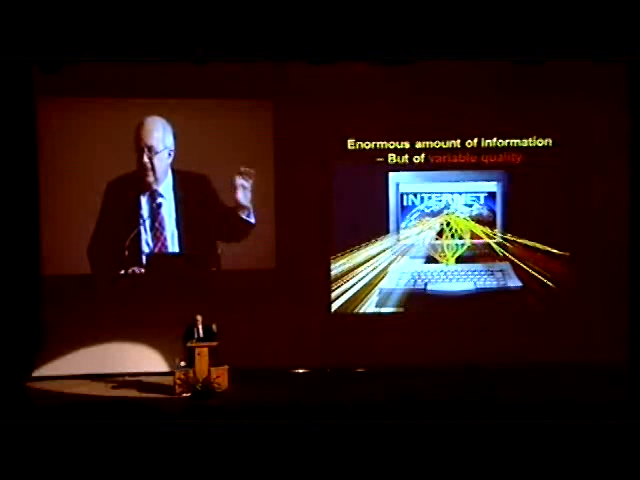 Enormous amount of Information
– But of variable quality
INTERNET